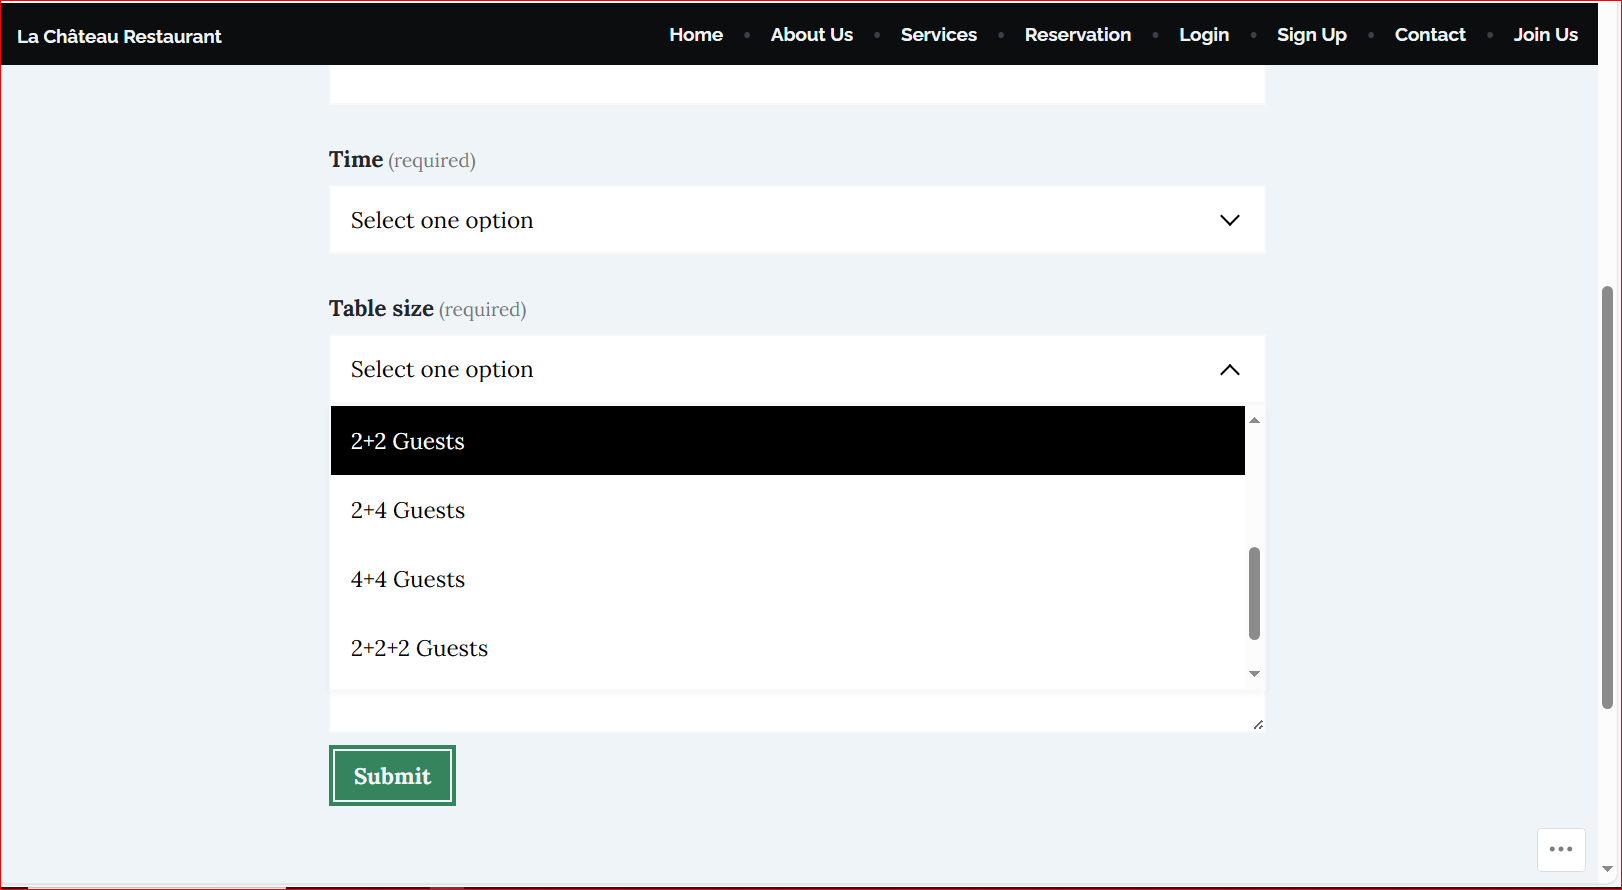 La Château Restaurant
Home • About Us • Services • Reservation • Login • Sign Up • Contact • Join Us
Time (required)
Select one option
Table size (required)
Select one option
2+2 Guests
2+4 Guests
4+4 Guests
2+2+2 Guests
Submit